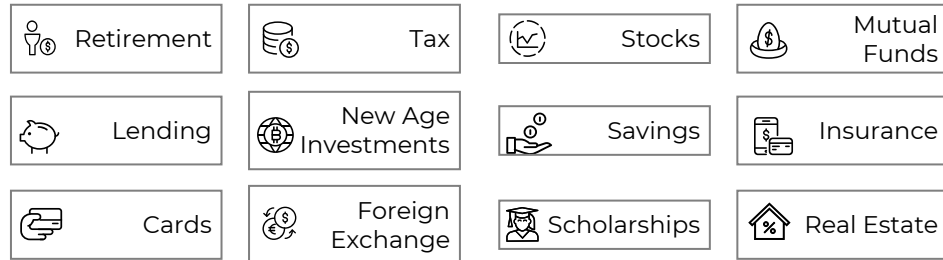 Retirement
Tax
Stocks
Mutual
Funds
Lending
New Age
Investments
Savings
Insurance
Cards
Foreign
Exchange
Scholarships
Real Estate